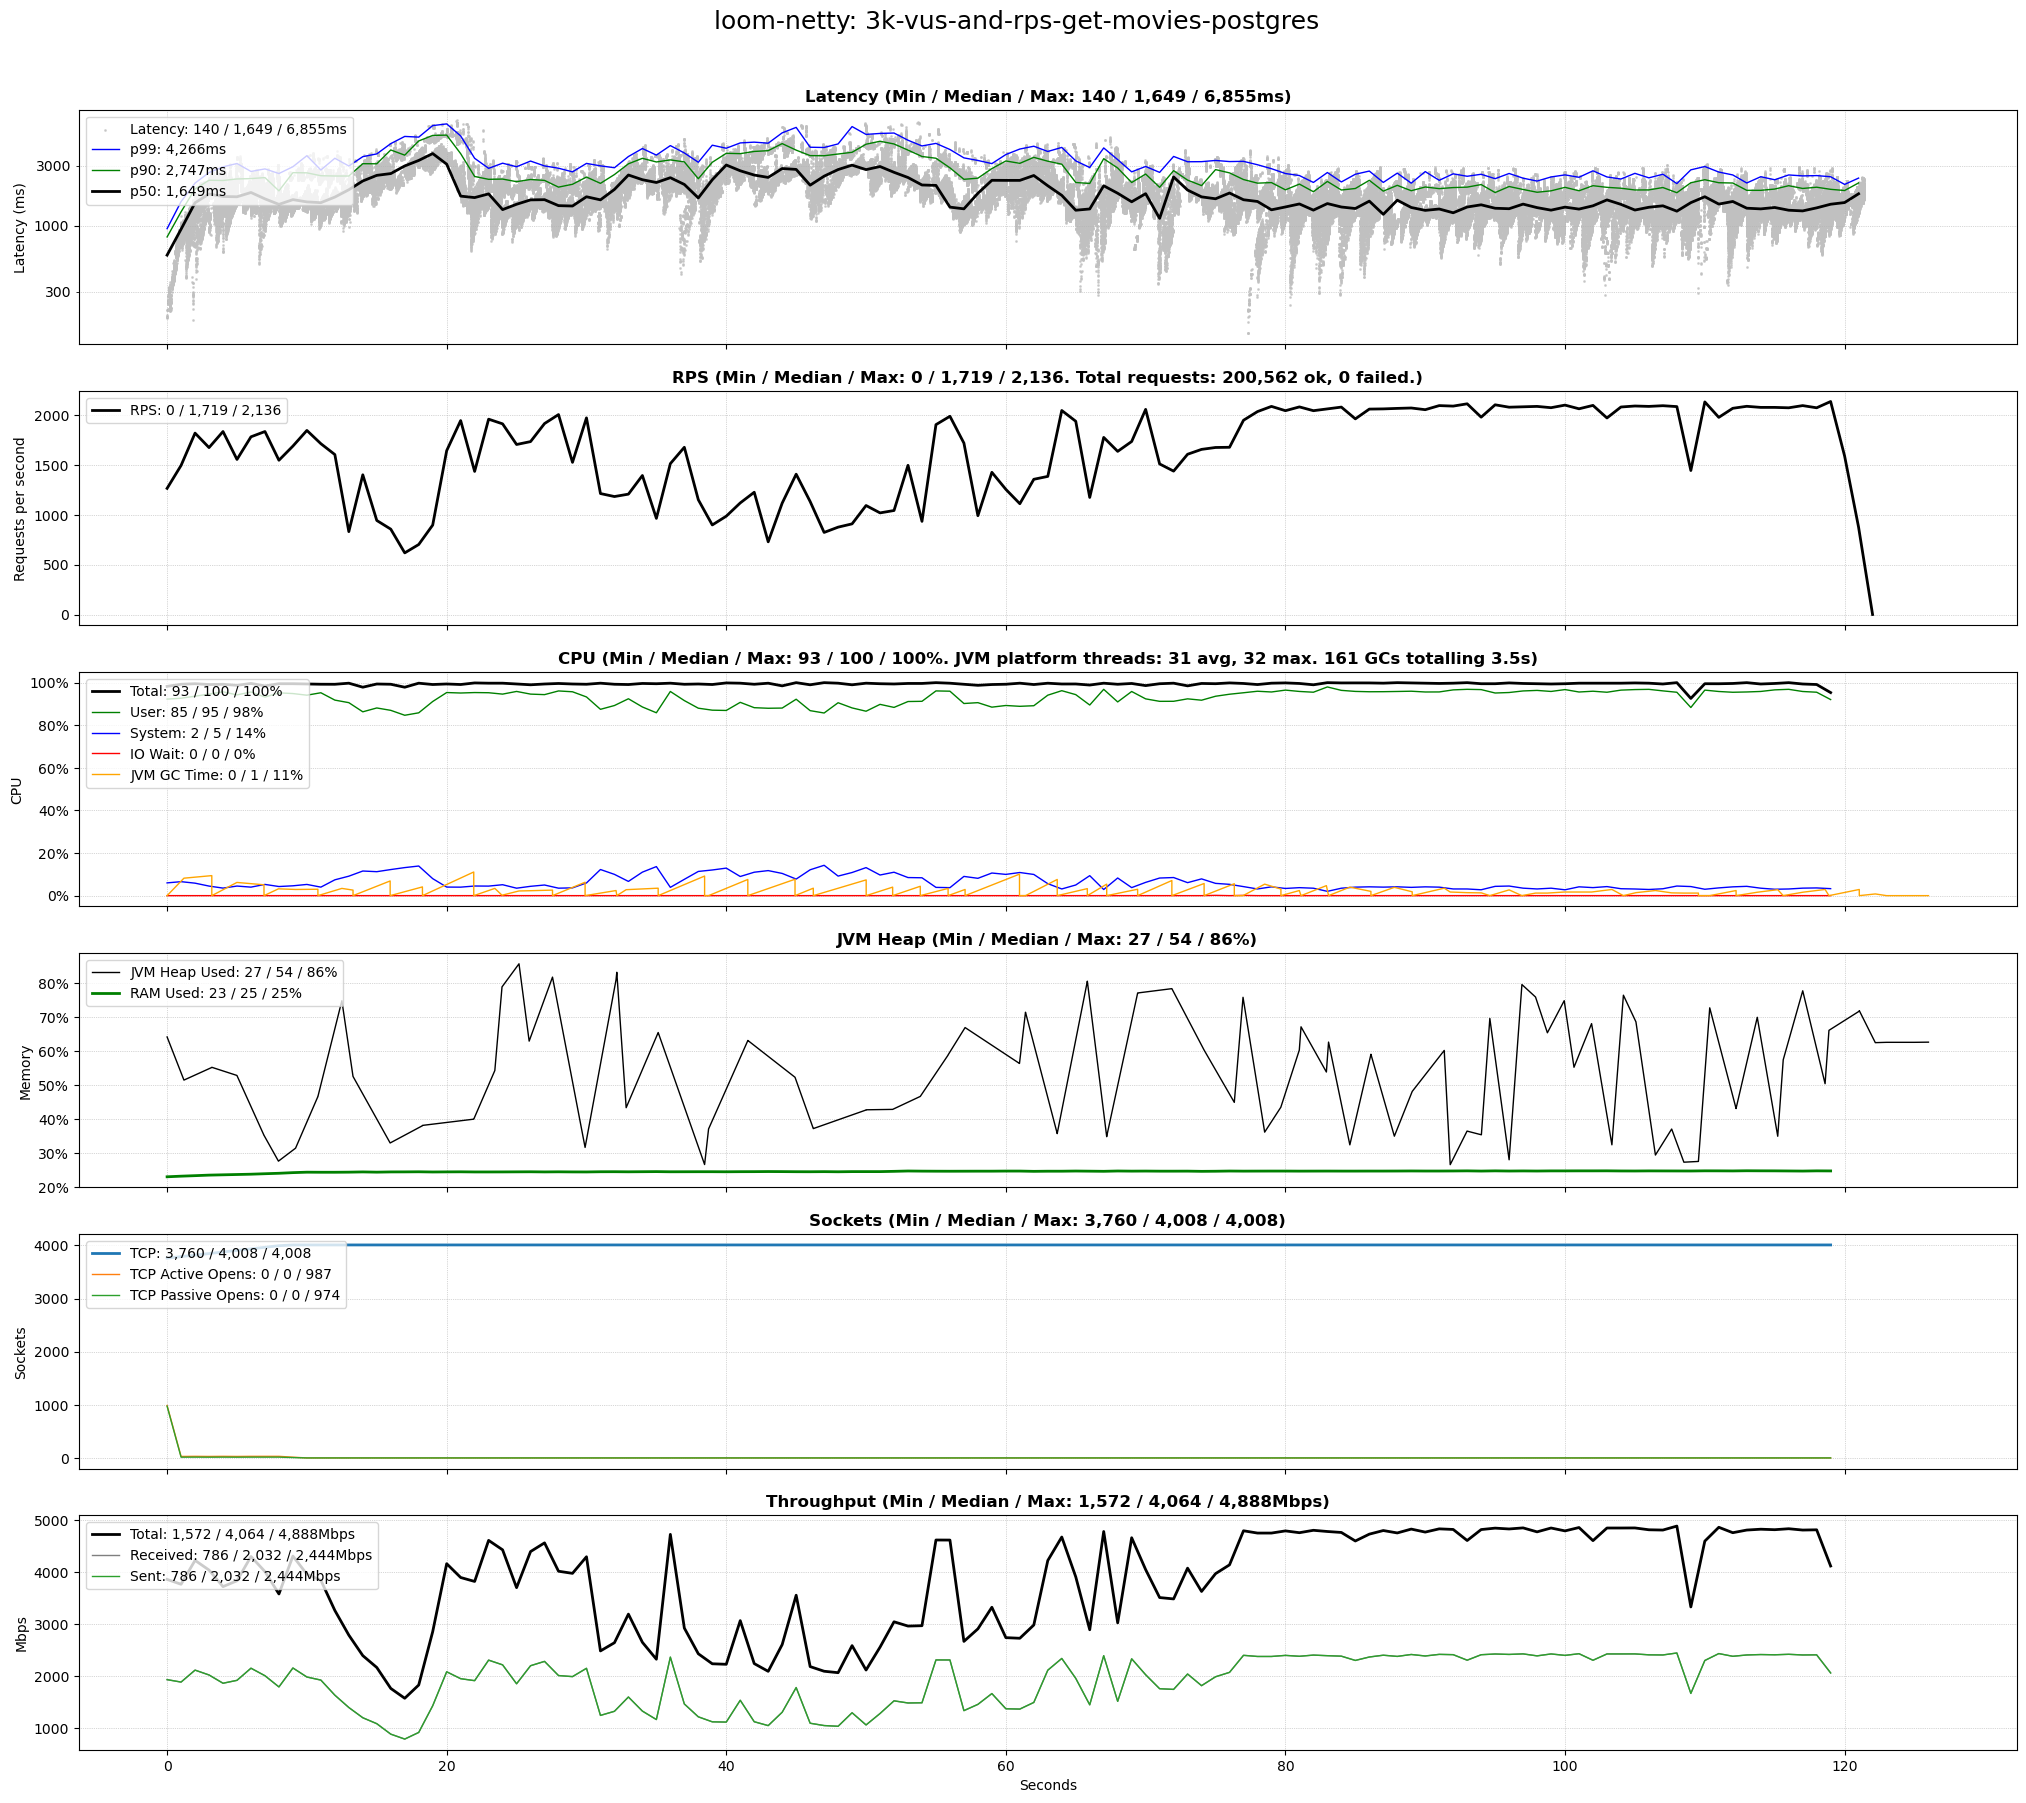 loom-netty: 3k-vus-and-rps-get-movies-postgres
Latency (Min / Median / Max: 140 / 1,649 / 6,855ms)
Latency: 140 / 1,649 / 6,855ms
p99: 4,266ms
p90: 2,747ms
p50: 1,649ms
3000
1000
300
Latency (ms)
RPS (Min / Median / Max: 0 / 1,719 / 2,136. Total requests: 200,562 ok, 0 failed.)
RPS: 0 / 1,719 / 2,136
2000
1500
1000
500
0
Requests per second
CPU (Min / Median / Max: 93 / 100 / 100%. JVM platform threads: 31 avg, 32 max. 161 GCs totalling 3.5s)
Total: 93 / 100 / 100%
User: 85 / 95 / 98%
System: 2 / 5 / 14%
IO Wait: 0 / 0 / 0%
JVM GC Time: 0 / 1 / 11%
100%
80%
60%
40%
20%
0%
CPU
JVM Heap (Min / Median / Max: 27 / 54 / 86%)
JVM Heap Used: 27 / 54 / 86%
RAM Used: 23 / 25 / 25%
80%
70%
60%
50%
40%
30%
20%
Memory
Sockets (Min / Median / Max: 3,760 / 4,008 / 4,008)
TCP: 3,760 / 4,008 / 4,008
TCP Active Opens: 0 / 0 / 987
TCP Passive Opens: 0 / 0 / 974
4000
3000
2000
1000
0
Sockets
Throughput (Min / Median / Max: 1,572 / 4,064 / 4,888Mbps)
Total: 1,572 / 4,064 / 4,888Mbps
Received: 786 / 2,032 / 2,444Mbps
Sent: 786 / 2,032 / 2,444Mbps
5000
4000
3000
2000
1000
Mbps
0 20 40 60 80 100 120
Seconds